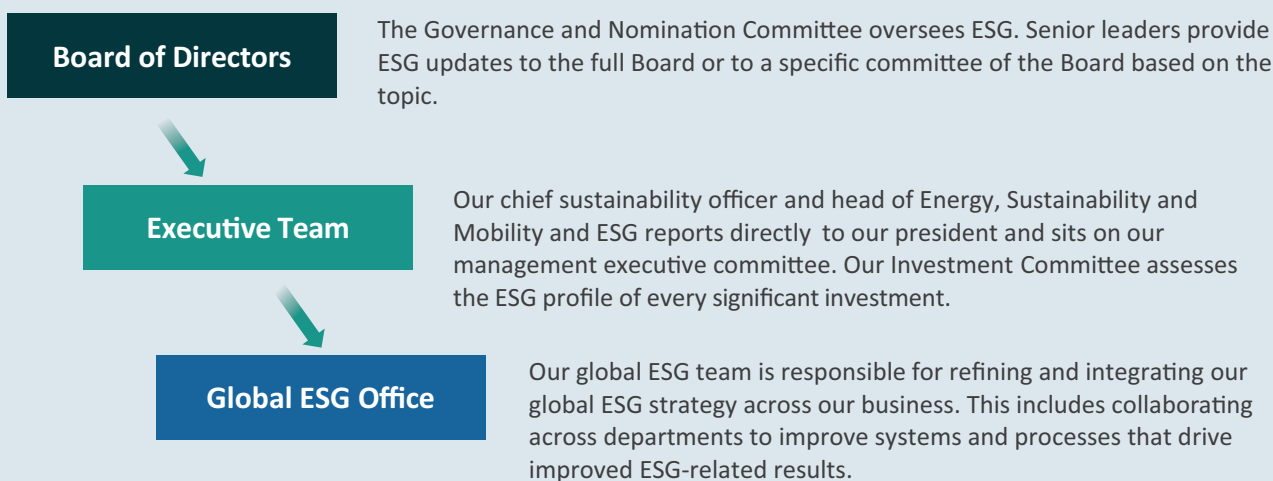 Board of Directors
The Governance and Nomination Committee oversees ESG. Senior leaders provide
ESG updates to the full Board or to a specific committee of the Board based on the
topic.
Executive Team
Our chief sustainability officer and head of Energy, Sustainability and
Mobility and ESG reports directly  to our president and sits on our
management executive committee. Our Investment Committee assesses
the ESG profile of every significant investment.
Global ESG Office
Our global ESG team is responsible for refining and integrating our
global ESG strategy across our business. This includes collaborating
across departments to improve systems and processes that drive
improved ESG-related results.